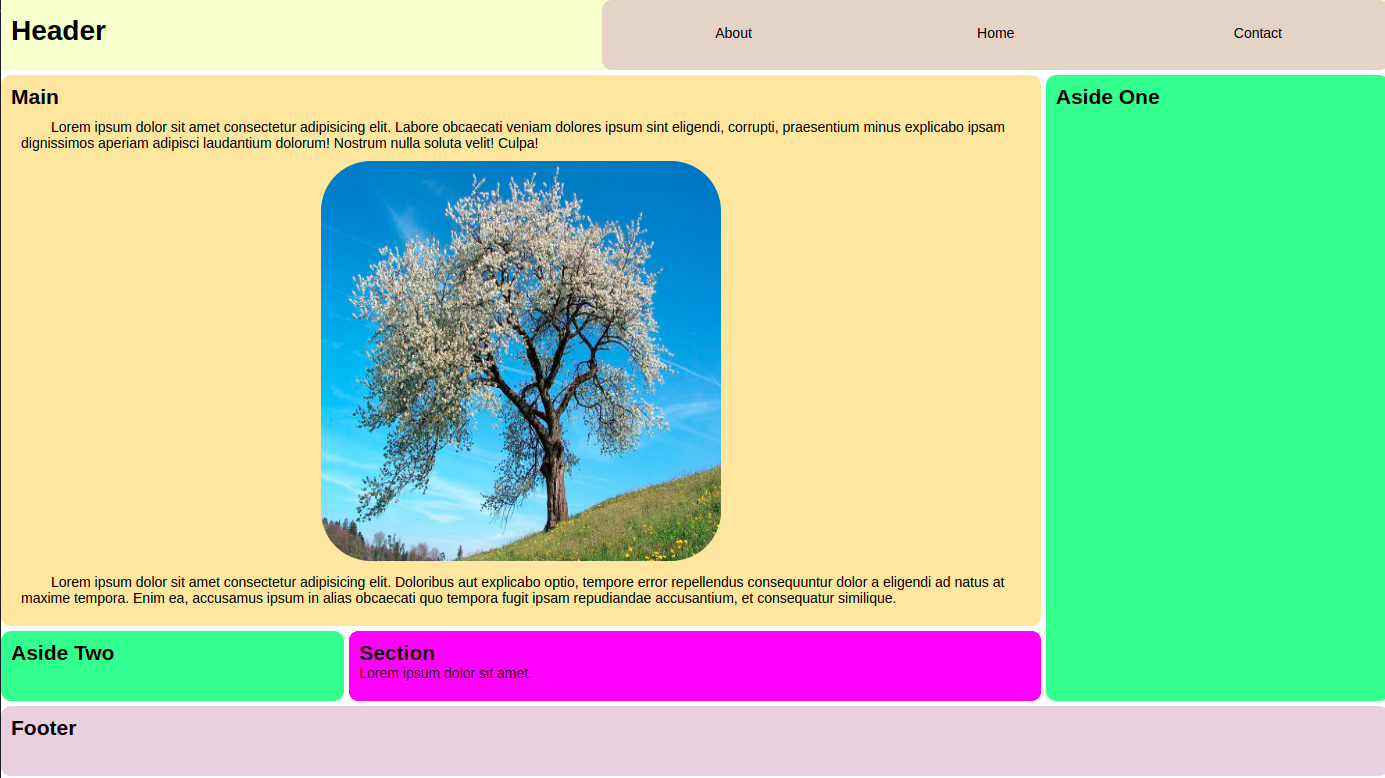 Header
About
Home
Contact
Main
Lorem ipsum dolor sit amet consectetur adipisicing elit. Labore obcaecati veniam dolores ipsum sint eligendi, corrupti, praesentium minus explicabo ipsam
dignissimos aperiam adipisci laudantium dolorum! Nostrum nulla soluta velit! Culpa!
Lorem ipsum dolor sit amet consectetur adipisicing elit. Doloribus aut explicabo optio, tempore error repellendus consequuntur dolor a eligendi ad natus at
maxime tempora. Enim ea, accusamus ipsum in alias obcaecati quo tempora fugit ipsam repudiandae accusantium, et consequatur similique.
Aside One
Aside Two
Section
Lorem ipsum dolor sit amet.
Footer